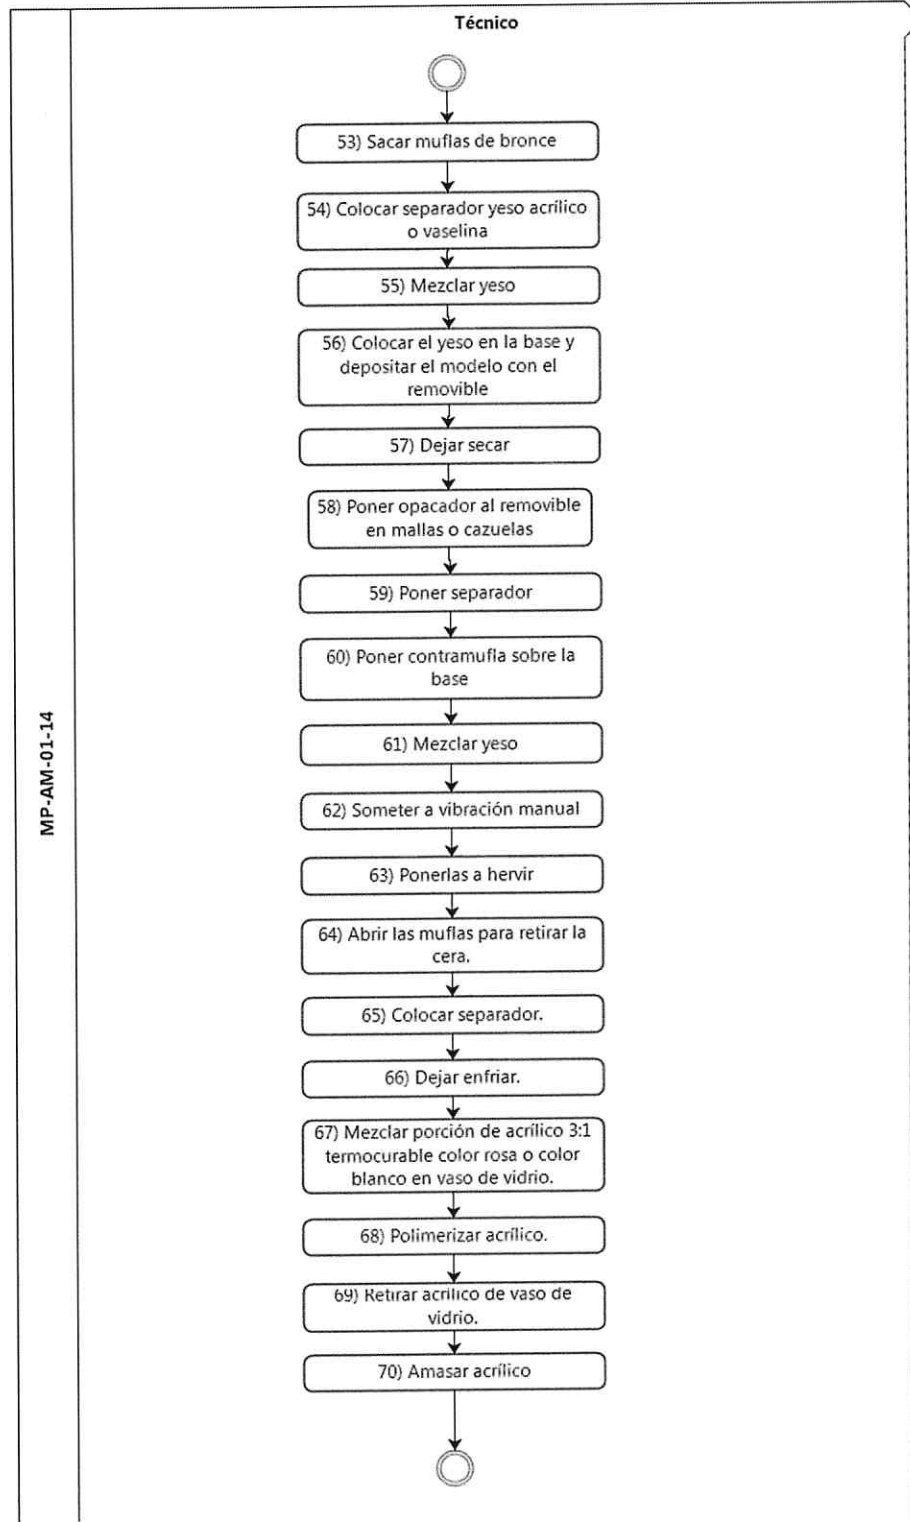 Técnico
53) Sacar muflas de bronce
54) Colocar separador yeso acrílico
o vaselina
55) Mezclar yeso
56) Colocar el yeso en la base y
depositar el modelo con el
removible
57) Dejar secar
58) Poner opacador al removible
en mallas o cazuelas
59) Poner separador
60) Poner contramufla sobre la
base
61) Mezclar yeso
62) Someter a vibración manual
63) Ponerlas a hervir
64) Abrir las muflas para retirar la
cera.
65) Colocar separador.
66) Dejar enfriar.
67) Mezclar porción de acrílico 3:1
termocurable color rosa o color
blanco en vaso de vidrio.
68) Polimerizar acrílico.
69) Retirar acrílico de vaso de
vidrio.
70) Amasar acrílico
MP-AM-01-14